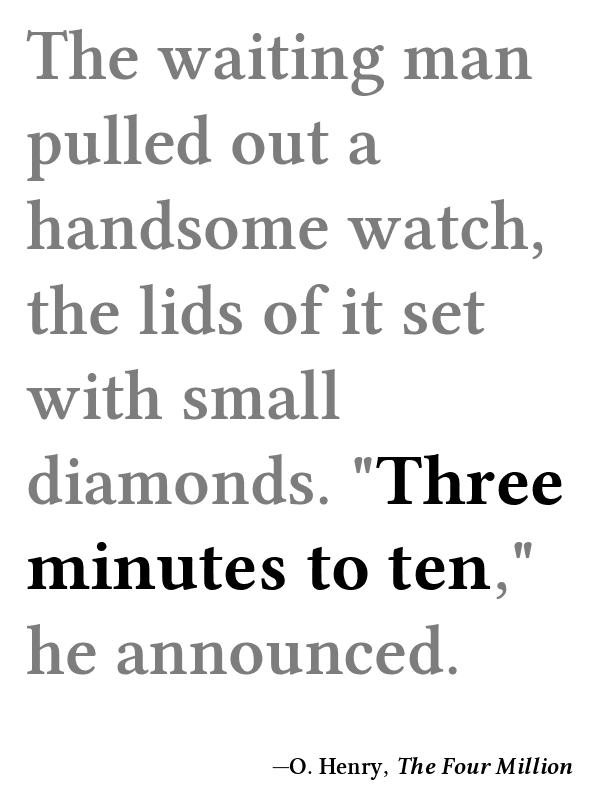 The waiting man
pulled out a
handsome watch,
the lids of it set
with small
diamonds. "Three
minutes to ten,"
he announced.
—O. Henry, The Four Million